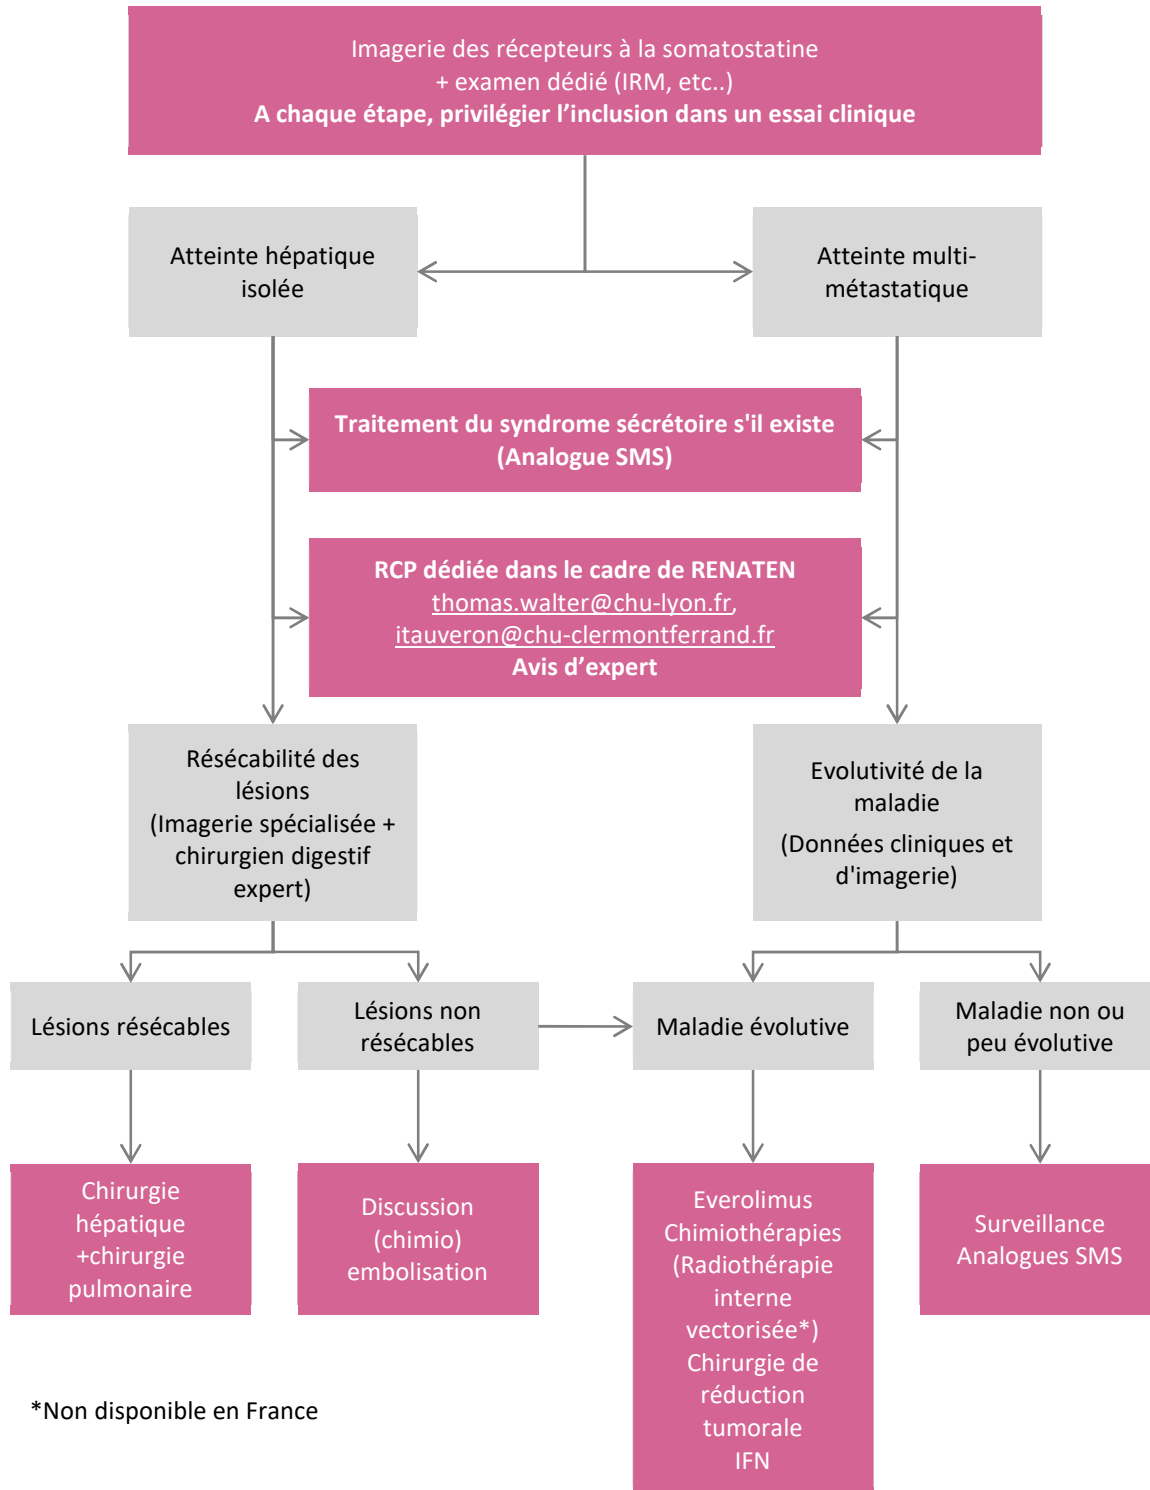 Imagerie des récepteurs à la somatostatine
+ examen dédié (IRM, etc..)
A chaque étape, privilégier l'inclusion dans un essai clinique
Atteinte hépatique
isolée
Atteinte multi-
métastatique
Traitement du syndrome sécrétoire s'il existe
(Analogue SMS)
RCP dédiée dans le cadre de RENATEN
thomas.walter@chu-lyon.fr,
itauveron@chu-clermontferrand.fr
Avis d'expert
Résécabilité des
lésions
(Imagerie spécialisée +
chirurgien digestif
expert)
Evolutivité de la
maladie
(Données cliniques et
d'imagerie)
Lésions résécables
Lésions non
résécables
Maladie évolutive
Maladie non ou
peu évolutive
Chirurgie
hépatique
+chirurgie
pulmonaire
Discussion
(chimio)
embolisation
Everolimus
Chimiothérapies
(Radiothérapie
interne
vectorisée*)
Chirurgie de
réduction
tumorale
IFN
Surveillance
Analogues SMS
*Non disponible en France